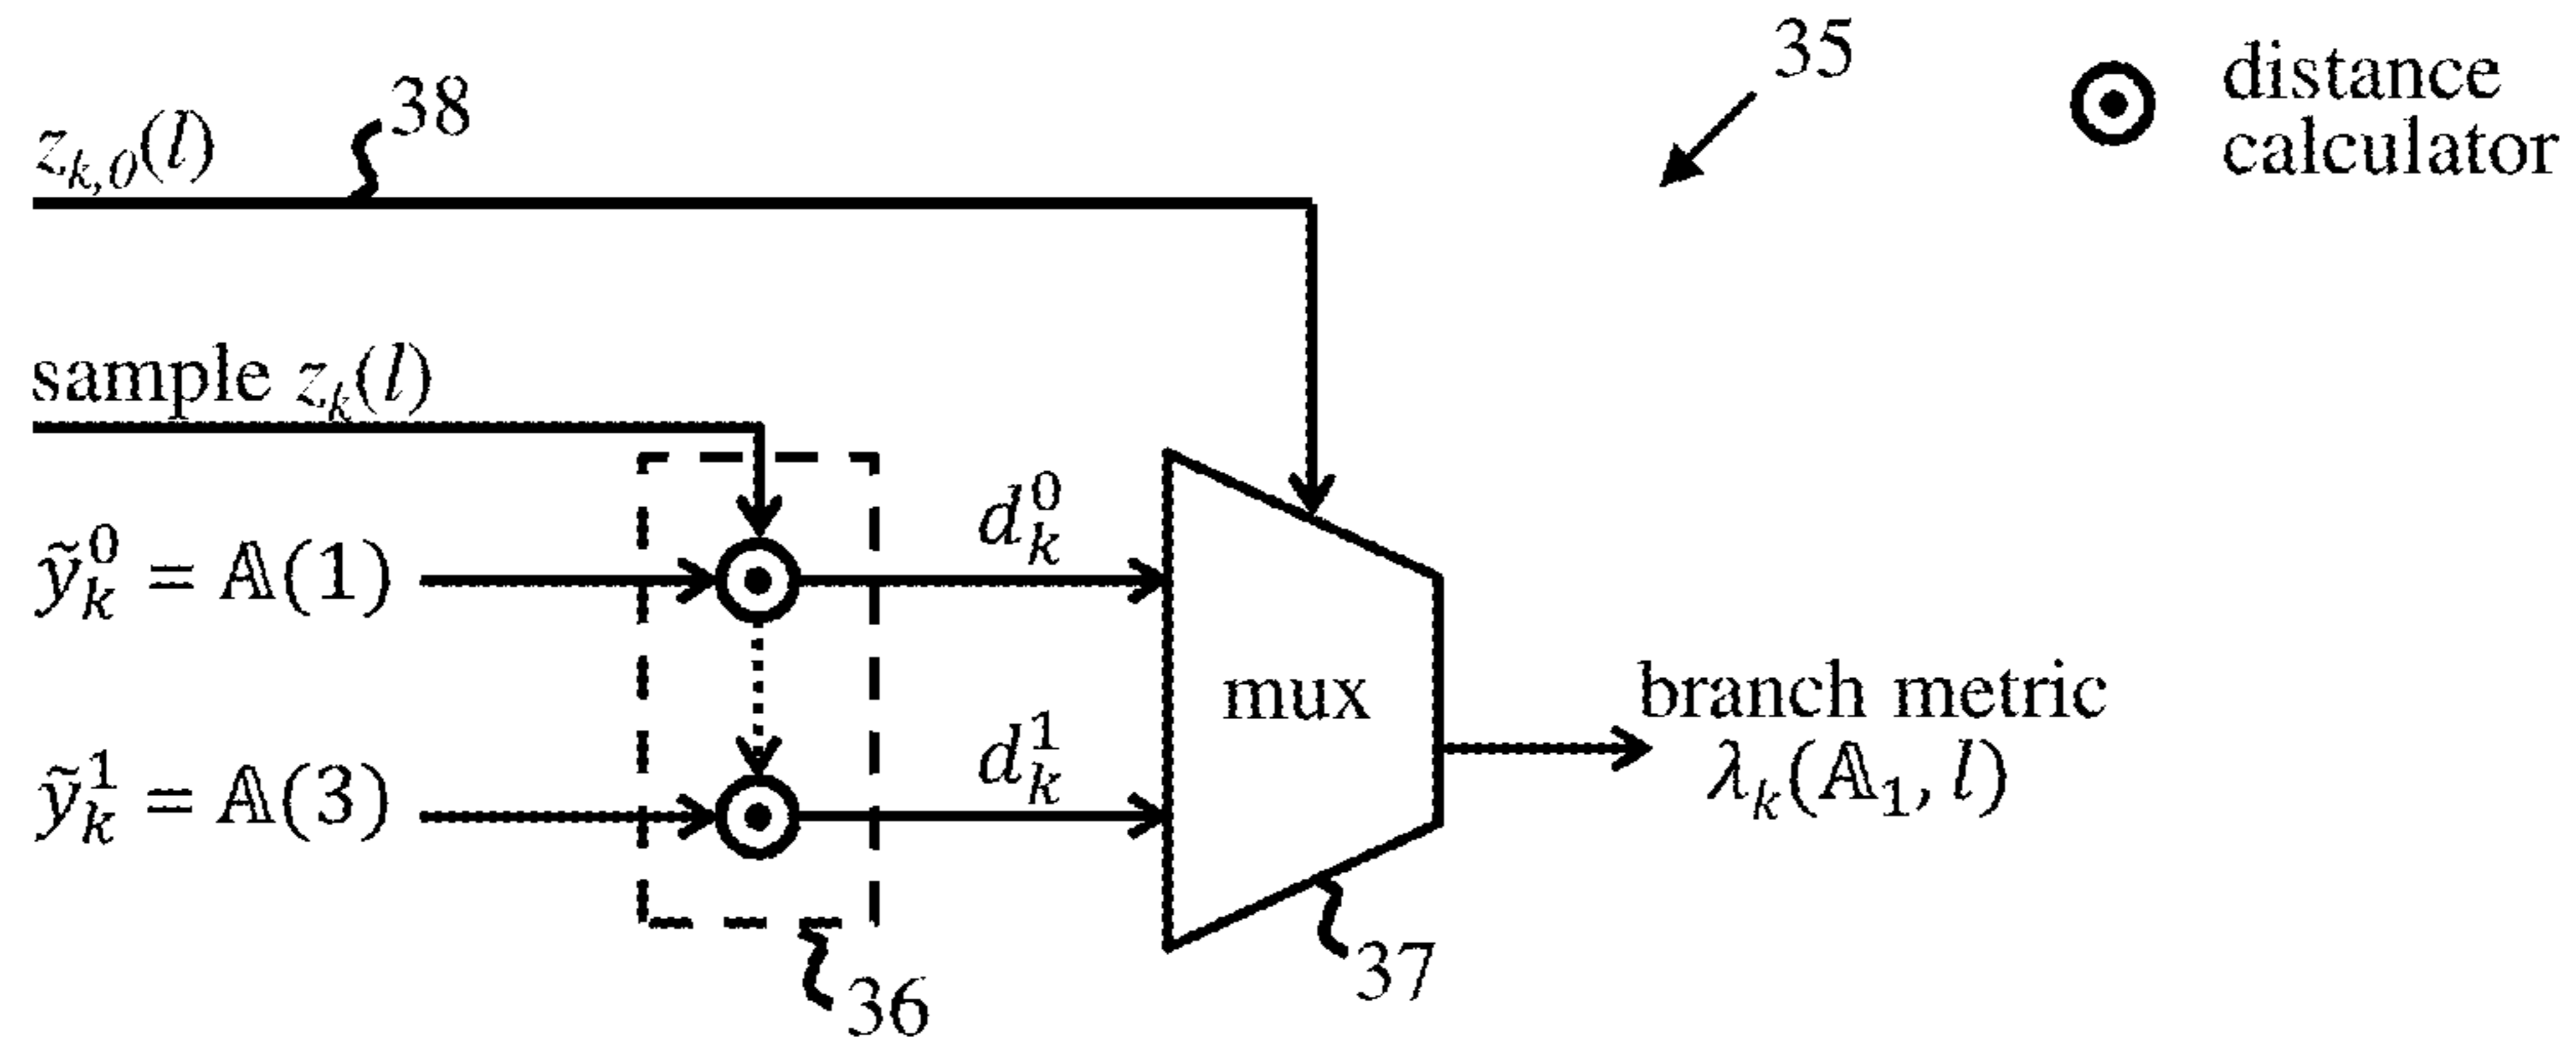 35
distance
calculator
38
z_{k,0}(l)
sample z_k(l)
ỹ_k^0 = 𝔸(1)
d_k^0
ỹ_k^1 = 𝔸(3)
d_k^1
mux
branch metric
λ_k(𝔸_1, l)
36
37